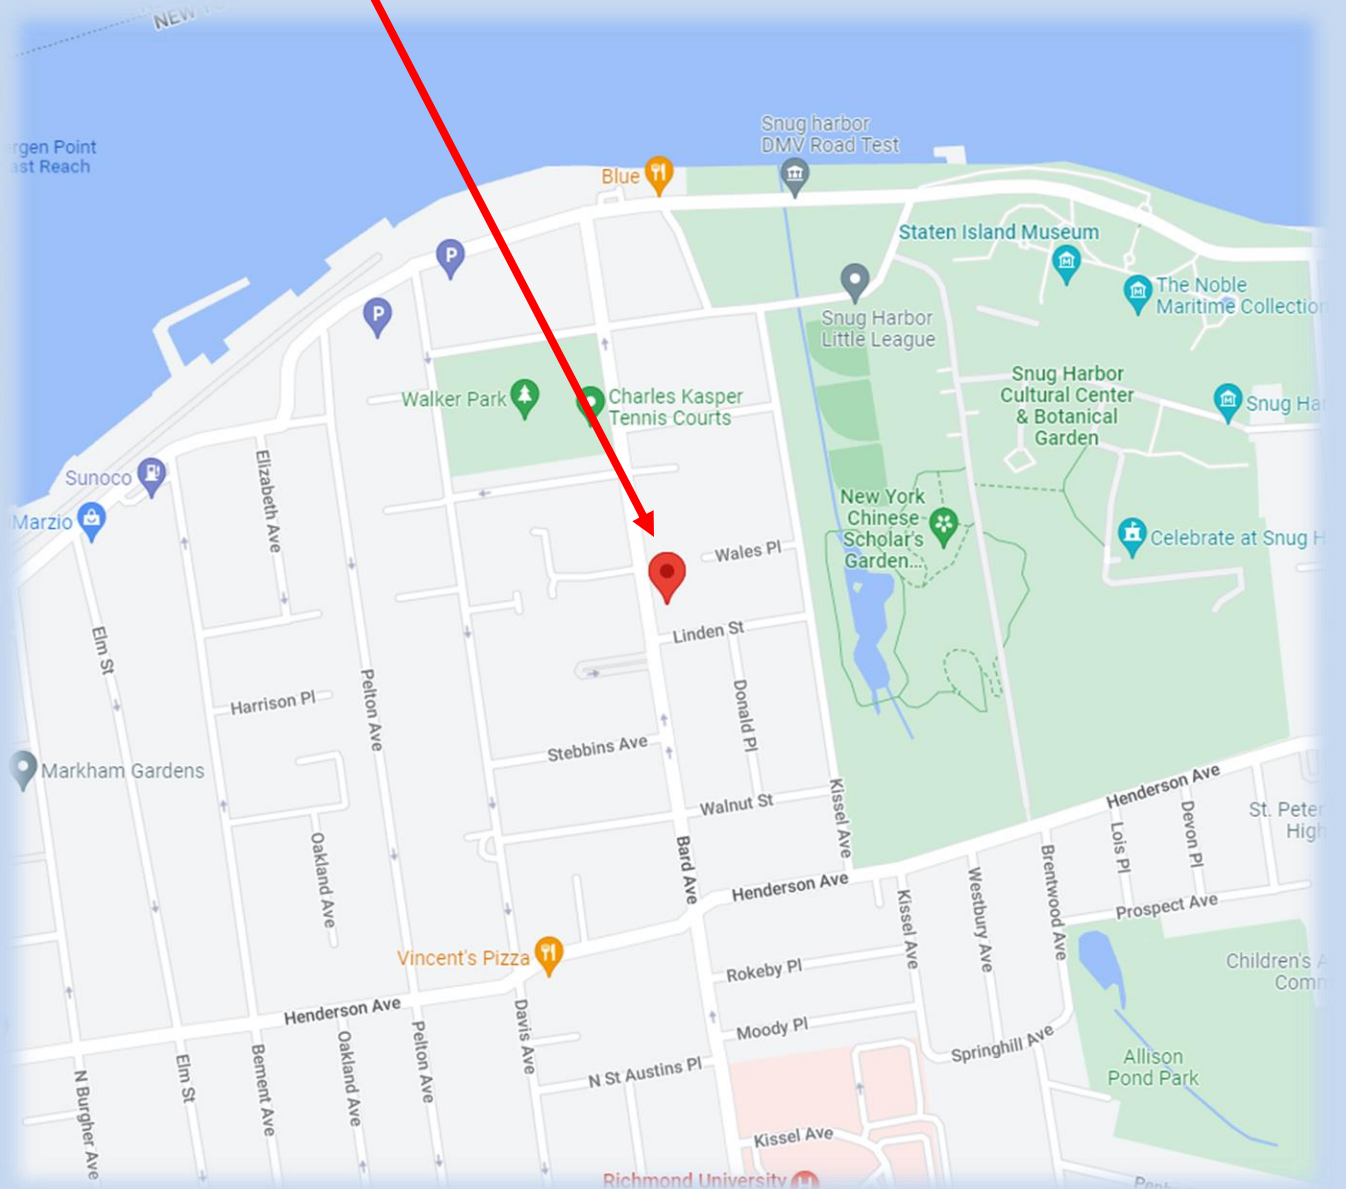 NEW YO
ergen Point
ast Reach
Snug harbor
DMV Road Test
Blue
P
P
Staten Island Museum
The Noble
Maritime Collection
Snug Harbor
Little League
Snug Harbor
Cultural Center
& Botanical
Garden
Snug Ha
Walker Park
Charles Kasper
Tennis Courts
Sunoco
Marzio
Elizabeth Ave
New York
Chinese
Scholar's
Garden...
Celebrate at Snug H
Wales Pl
Linden St
Elm St
Harrison Pl
Pelton Ave
Donald Pl
Stebbins Ave
Markham Gardens
Walnut St
Kissel Ave
Henderson Ave
Lois Pl
Devon Pl
St. Peter
High
Oakland Ave
Bard Ave
Henderson Ave
Kissel Ave
Westbury Ave
Brentwood Ave
Prospect Ave
Vincent's Pizza
Rokeby Pl
Children's A
Com
Henderson Ave
Moody Pl
Springhill Ave
N Burgher Ave
Elm St
Bement Ave
Oakland Ave
Pelton Ave
Davis Ave
N St Austins Pl
Allison
Pond Park
Kissel Ave
Richmond University
H